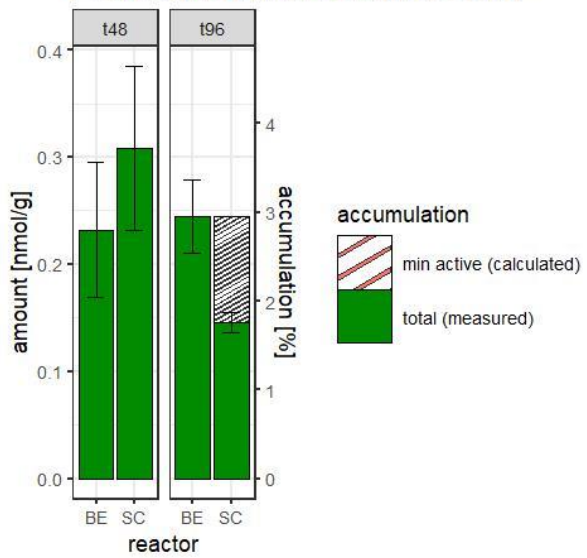 t48
t96
0.4
0.3
0.2
0.1
0.0
amount [nmol/g]
4
3
2
1
0
accumulation [%]
BE
SC
BE
SC
reactor
accumulation
min active (calculated)
total (measured)